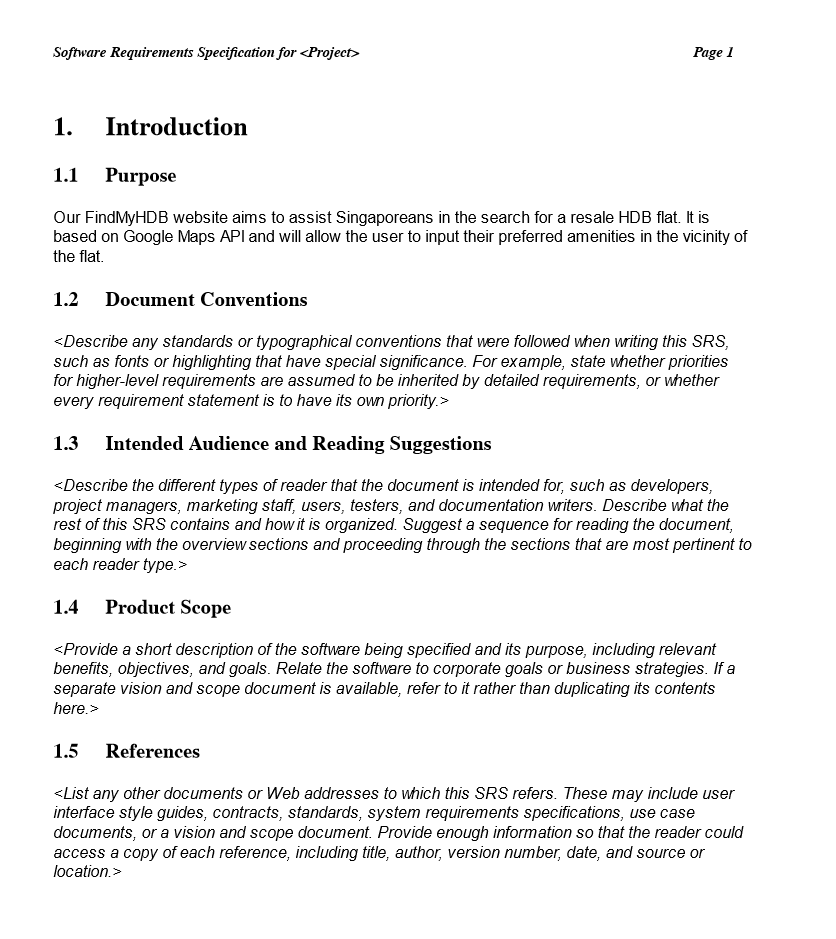 Software Requirements Specification for <Project> Page 1
1. Introduction
1.1 Purpose
Our FindMyHDB website aims to assist Singaporeans in the search for a resale HDB flat. It is
based on Google Maps API and will allow the user to input their preferred amenities in the vicinity of
the flat.
1.2 Document Conventions
<Describe any standards or typographical conventions that were followed when writing this SRS,
such as fonts or highlighting that have special significance. For example, state whether priorities
for higher-level requirements are assumed to be inherited by detailed requirements, or whether
every requirement statement is to have its own priority.>
1.3 Intended Audience and Reading Suggestions
<Describe the different types of reader that the document is intended for, such as developers,
project managers, marketing staff, users, testers, and documentation writers. Describe what the
rest of this SRS contains and how it is organized. Suggest a sequence for reading the document,
beginning with the overview sections and proceeding through the sections that are most pertinent to
each reader type.>
1.4 Product Scope
<Provide a short description of the software being specified and its purpose, including relevant
benefits, objectives, and goals. Relate the software to corporate goals or business strategies. If a
separate vision and scope document is available, refer to it rather than duplicating its contents
here.>
1.5 References
<List any other documents or Web addresses to which this SRS refers. These may include user
interface style guides, contracts, standards, system requirements specifications, use case
documents, or a vision and scope document. Provide enough information so that the reader could
access a copy of each reference, including title, author, version number, date, and source or
location.>